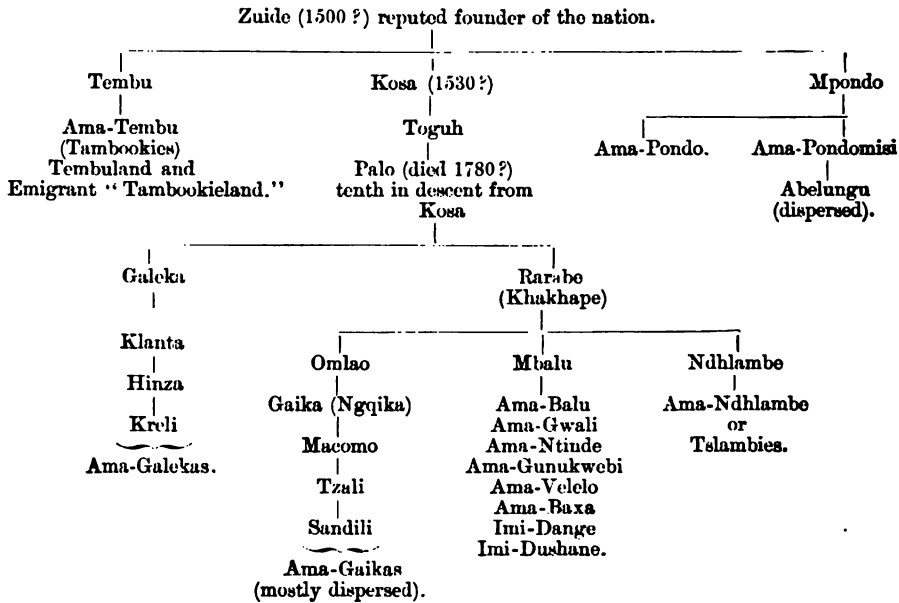 Zuide (1500 ?) reputed founder of the nation.
Tembu
Kosa (1530?)
Mpondo
Ama-Tembu
(Tambookies)
Tembuland and
Emigrant “ Tambookieland.”
Toguh
Palo (died 1780?)
tenth in descent from
Kosa
Ama-Pondo.
Ama-Pondomisi
Abelungu
(dispersed).
Galeka
Rarabe
(Khakhape)
Klanta
Hinza
Kreli
Ama-Galekas.
Omlao
Gaika (Ngqika)
Macomo
Tzali
Sandili
Ama-Gaikas
(mostly dispersed).
Mbalu
Ama-Balu
Ama-Gwali
Ama-Ntinde
Ama-Gunukwebi
Ama-Velelo
Ama-Baxa
Imi-Dange
Imi-Dushane.
Ndhlambe
Ama-Ndhlambe
or
Tslambies.